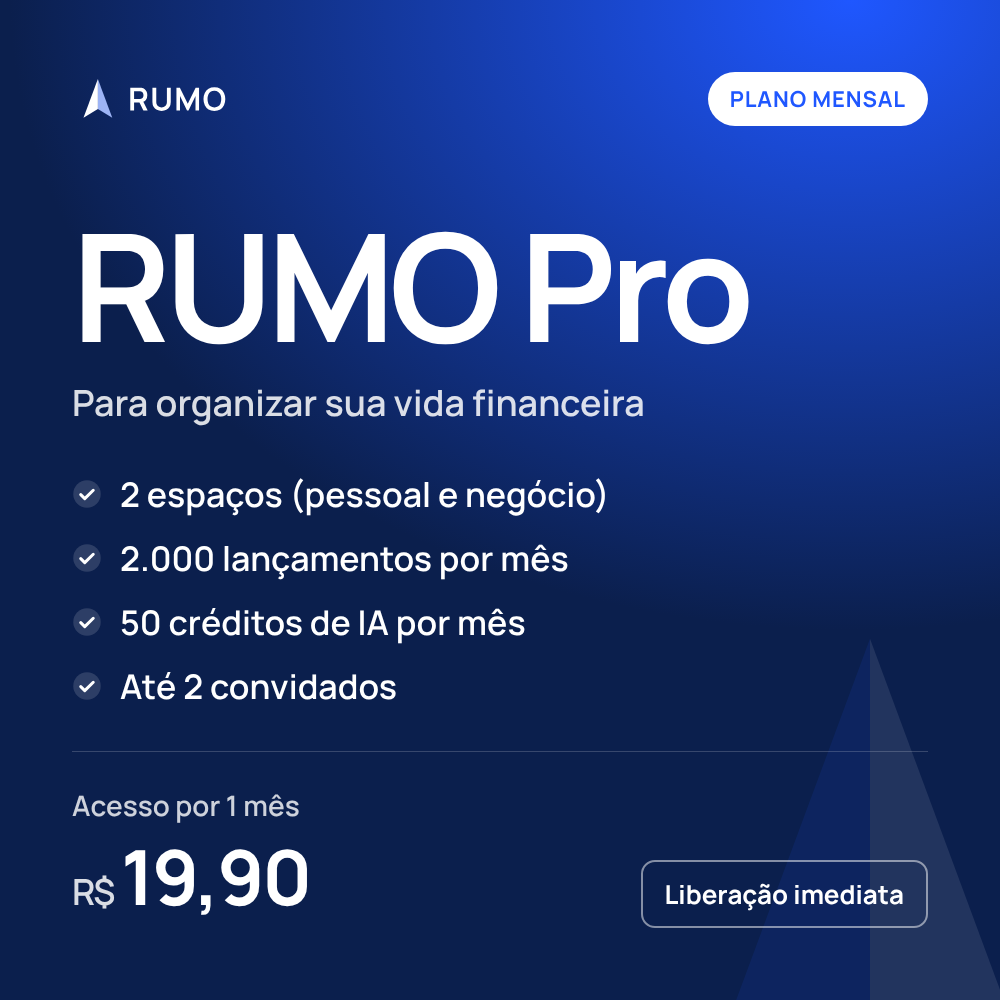 RUMO
PLANO MENSAL
RUMO Pro
Para organizar sua vida financeira
2 espaços (pessoal e negócio)
2.000 lançamentos por mês
50 créditos de IA por mês
Até 2 convidados
Acesso por 1 mês
R$ 19,90
Liberação imediata